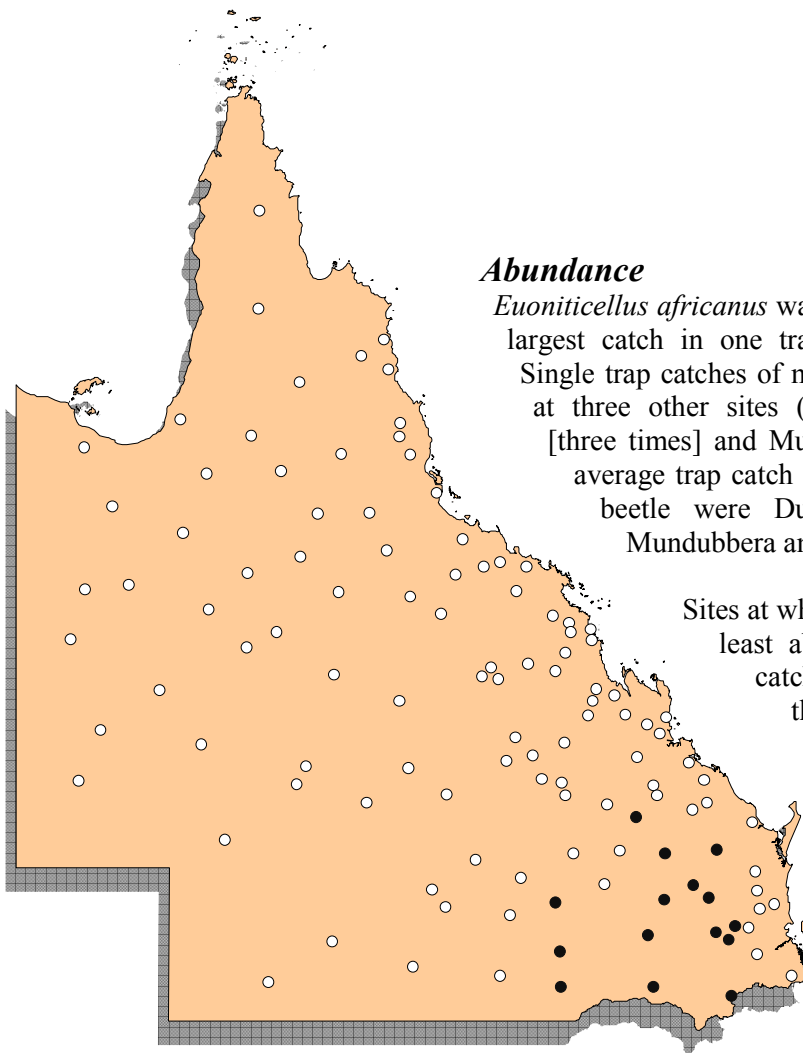 Abundance
Euoniticellus africanus wa
largest catch in one tra
Single trap catches of
at three other sites (
[three times] and Mu
average trap catch
beetle were Du
Mundubbera
Sites at wh
least
catc
th